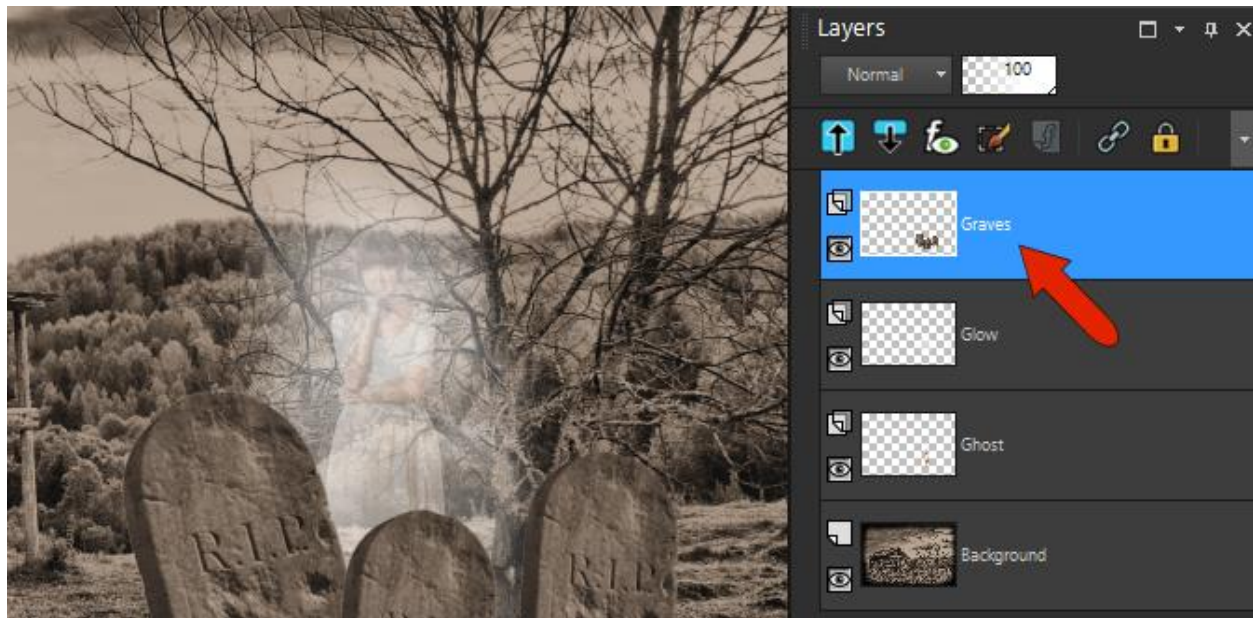 Layers
Normal
100
Graves
Glow
Ghost
Background
R.I.P.
R.I.P.